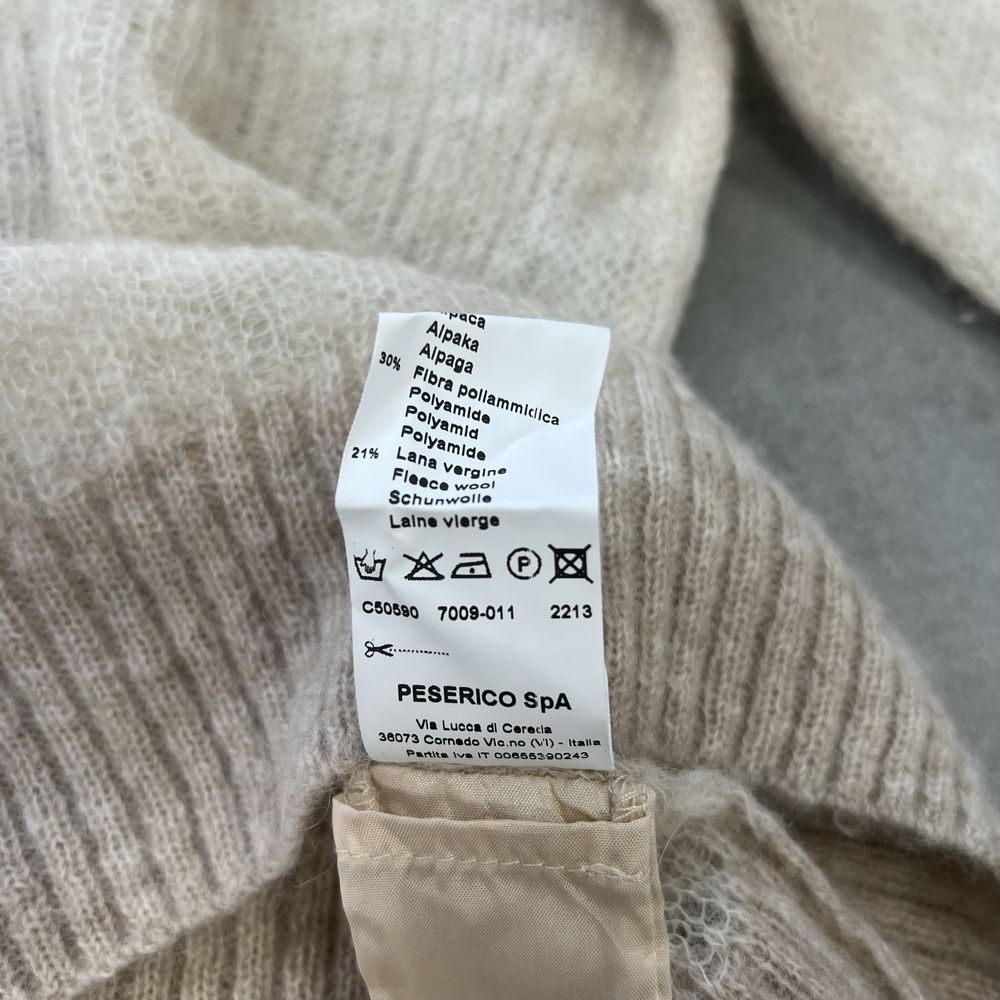 Alpaka
Alpaga
30% Fibra poliammidica
Polyamide
Polyamid
Polyamide
21% Lana vergine
Fleece wool
Schurwolle
Laine vierge
P
C50590 7009-011 2213
PESERICO SpA
Via Lucca di Cereda
36073 Cornedo Vic.no (VI) - Italia
Partita Iva IT 00655390243